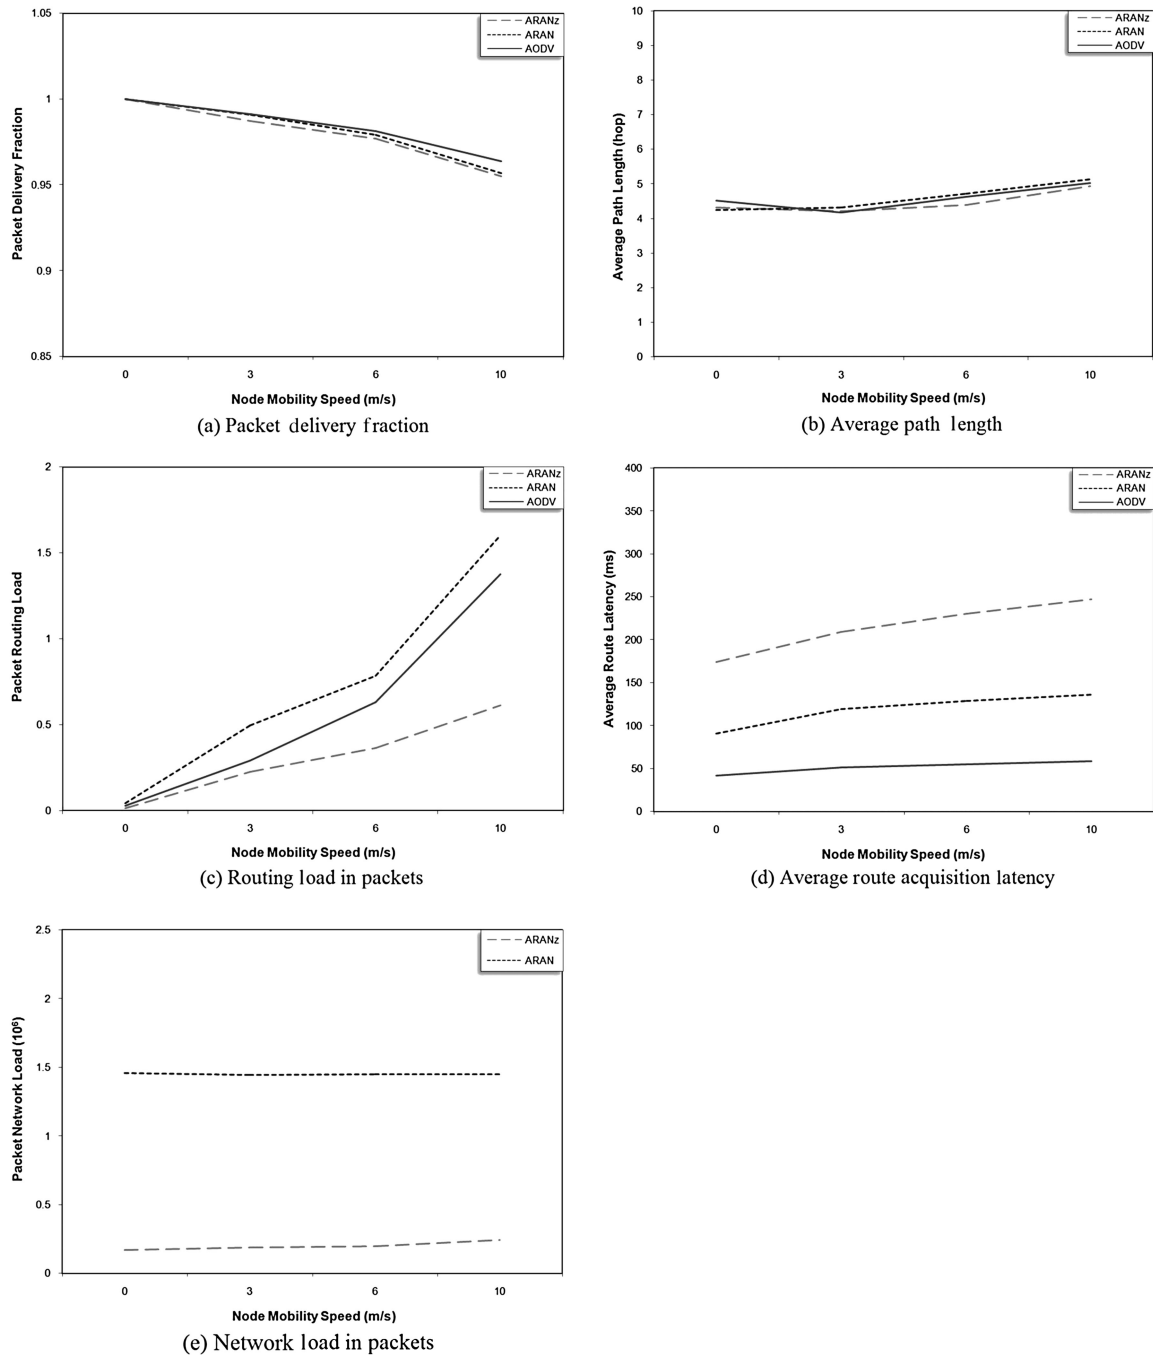 1.05
1
0.95
0.9
0.85
Packet Delivery Fraction
ARANz
ARAN
AODV
0 3 6 10
Node Mobility Speed (m/s)
(a) Packet delivery fraction
10
9
8
7
6
5
4
3
2
1
0
Average Path Length (hop)
ARANz
ARAN
AODV
0 3 6 10
Node Mobility Speed (m/s)
(b) Average path length
2
1.5
1
0.5
0
Packet Routing Load
ARANz
ARAN
AODV
0 3 6 10
Node Mobility Speed (m/s)
(c) Routing load in packets
400
350
300
250
200
150
100
50
0
Average Route Latency (ms)
ARANz
ARAN
AODV
0 3 6 10
Node Mobility Speed (m/s)
(d) Average route acquisition latency
2.5
2
1.5
1
0.5
0
Packet Network Load (10⁶)
ARANz
ARAN
0 3 6 10
Node Mobility Speed (m/s)
(e) Network load in packets